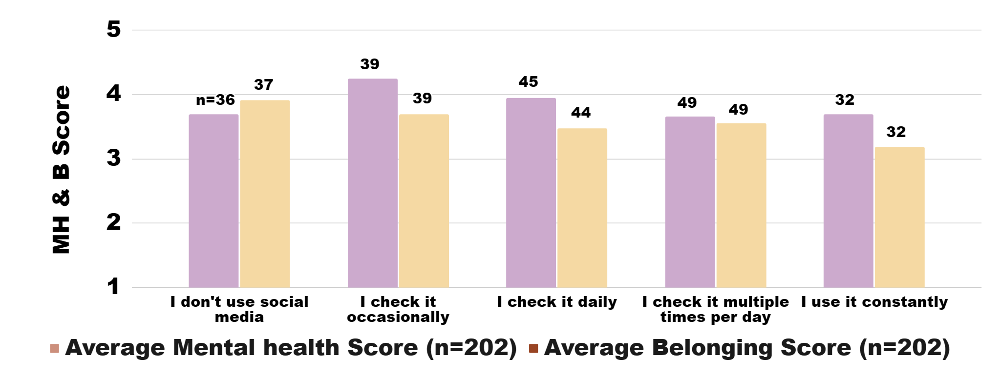 MH & B Score
5
4
3
2
1
n=36
37
39
39
45
44
49
49
32
32
I don't use social
media
I check it
occasionally
I check it daily
I check it multiple
times per day
I use it constantly
Average Mental health Score (n=202)
Average Belonging Score (n=202)